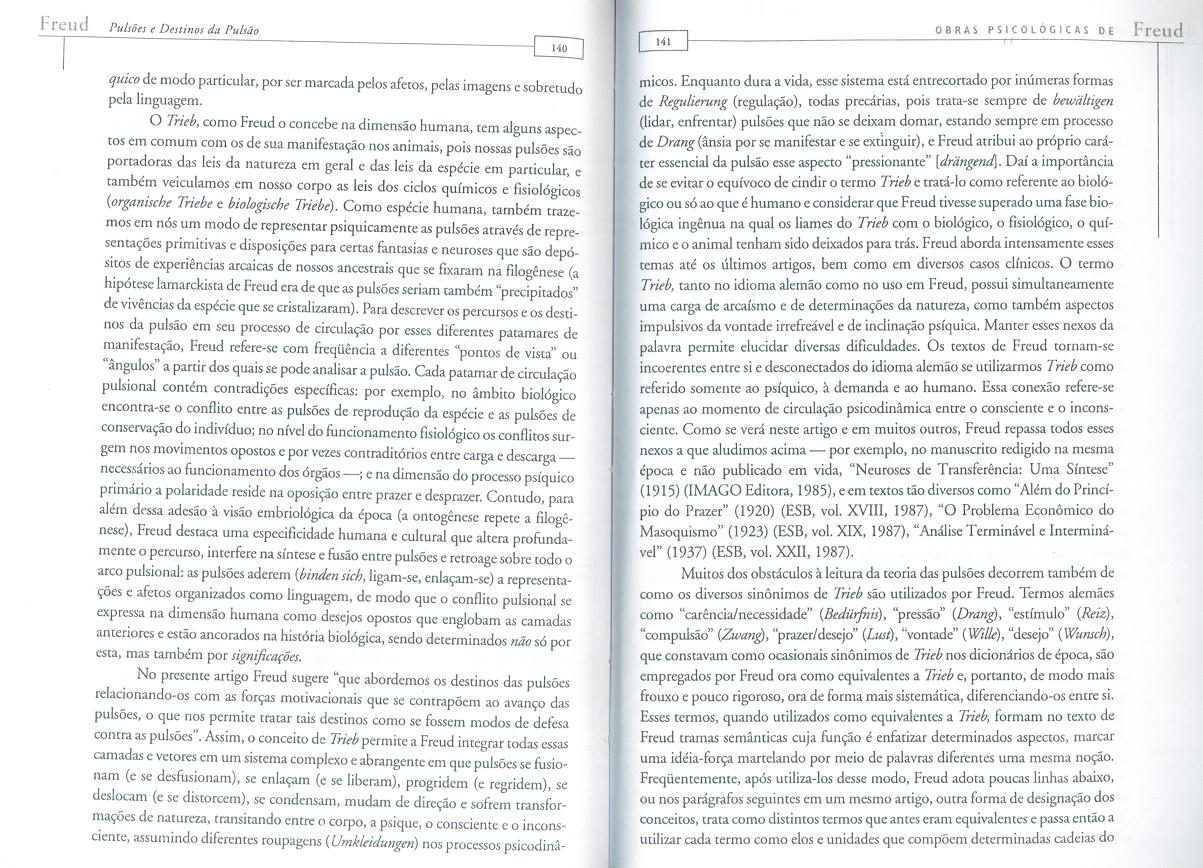 Freud Pulsões e Destinos da Pulsão
140
quico de modo particular, por ser marcada pelos afetos, pelas imagens e sobretudo
pela linguagem.
O Trieb, como Freud o concebe na dimensão humana, tem alguns aspec-
tos em comum com os de sua manifestação nos animais, pois nossas pulsões são
portadoras das leis da natureza em geral e das leis da espécie em particular, e
também veiculamos em nosso corpo as leis dos ciclos químicos e fisiológicos
(organische Triebe e biologische Triebe). Como espécie humana, também traze-
mos em nós um modo de representar psiquicamente as pulsões através de repre-
sentações primitivas e disposições para certas fantasias e neuroses que são depó-
sitos de experiências arcaicas de nossos ancestrais que se fixaram na filogênese (a
hipótese lamarckista de Freud era de que as pulsões seriam também “precipitados”
de vivências da espécie que se cristalizaram). Para descrever os percursos e os desti-
nos da pulsão em seu processo de circulação por esses diferentes patamares de
manifestação, Freud refere-se com freqüência a diferentes “pontos de vista” ou
“ângulos” a partir dos quais se pode analisar a pulsão. Cada patamar de circulação
pulsional contém contradições específicas: por exemplo, no âmbito biológico
encontra-se o conflito entre as pulsões de reprodução da espécie e as pulsões de
conservação do indivíduo; no nível do funcionamento fisiológico os conflitos sur-
gem nos movimentos opostos e por vezes contraditórios entre carga e descarga —
necessários ao funcionamento dos órgãos —; e na dimensão do processo psíquico
primário a polaridade reside na oposição entre prazer e desprazer. Contudo, para
além dessa adesão à visão embriológica da época (a ontogênese repete a filogê-
nese), Freud destaca uma especificidade humana e cultural que altera profunda-
mente o percurso, interfere na síntese e fusão entre pulsões e retroage sobre todo o
arco pulsional: as pulsões aderem (binden sich, ligam-se, enlaçam-se) a representa-
ções e afetos organizados como linguagem, de modo que o conflito pulsional se
expressa na dimensão humana como desejos opostos que englobam as camadas
anteriores e estão ancorados na história biológica, sendo determinados não só por
esta, mas também por significações.
No presente artigo Freud sugere “que abordemos os destinos das pulsões
relacionando-os com as forças motivacionais que se contrapõem ao avanço das
pulsões, o que nos permite tratar tais destinos como se fossem modos de defesa
contra as pulsões”. Assim, o conceito de Trieb permite a Freud integrar todas essas
camadas e vetores em um sistema complexo e abrangente em que pulsões se fusio-
nam (e se desfusionam), se enlaçam (e se liberam), progridem (e regridem), se
deslocam (e se distorcem), se condensam, mudam de direção e sofrem transfor-
mações de natureza, transitando entre o corpo, a psique, o consciente e o incons-
ciente, assumindo diferentes roupagens (Umkleidungen) nos processos psicodinâ-
141
OBRAS PSICOLÓGICAS DE Freud
micos. Enquanto dura a vida, esse sistema está entrecortado por inúmeras formas
de Regulierung (regulação), todas precárias, pois trata-se sempre de bewältigen
(lidar, enfrentar) pulsões que não se deixam domar, estando sempre em processo
de Drang (ânsia por se manifestar e se extinguir), e Freud atribui ao próprio cará-
ter essencial da pulsão esse aspecto “pressionante” [drängend]. Daí a importância
de se evitar o equívoco de cindir o termo Trieb e tratá-lo como referente ao bioló-
gico ou só ao que é humano e considerar que Freud tivesse superado uma fase bio-
lógica ingênua na qual os liames do Trieb com o biológico, o fisiológico, o quí-
mico e o animal tenham sido deixados para trás. Freud aborda intensamente esses
temas até os últimos artigos, bem como em diversos casos clínicos. O termo
Trieb, tanto no idioma alemão como no uso em Freud, possui simultaneamente
uma carga de arcaísmo e de determinações da natureza, como também aspectos
impulsivos da vontade irrefreável e de inclinação psíquica. Manter esses nexos da
palavra permite elucidar diversas dificuldades. Os textos de Freud tornam-se
incoerentes entre si e desconectados do idioma alemão se utilizarmos Trieb como
referido somente ao psíquico, à demanda e ao humano. Essa conexão refere-se
apenas ao momento de circulação psicodinâmica entre o consciente e o incons-
ciente. Como se verá neste artigo e em muitos outros, Freud repassa todos esses
nexos a que aludimos acima — por exemplo, no manuscrito redigido na mesma
época e não publicado em vida, “Neuroses de Transferência: Uma Síntese”
(1915) (IMAGO Editora, 1985), e em textos tão diversos como “Além do Princí-
pio do Prazer” (1920) (ESB, vol. XVIII, 1987), “O Problema Econômico do
Masoquismo” (1923) (ESB, vol. XIX, 1987), “Análise Terminável e Interminá-
vel” (1937) (ESB, vol. XXII, 1987).
Muitos dos obstáculos à leitura da teoria das pulsões decorrem também de
como os diversos sinônimos de Trieb são utilizados por Freud. Termos alemães
como “carência/necessidade” (Bedürfnis), “pressão” (Drang), “estímulo” (Reiz),
“compulsão” (Zwang), “prazer/desejo” (Lust), “vontade” (Wille), “desejo” (Wunsch),
que constavam como ocasionais sinônimos de Trieb nos dicionários de época, são
empregados por Freud ora como equivalentes a Trieb e, portanto, de modo mais
frouxo e pouco rigoroso, ora de forma mais sistemática, diferenciando-os entre si.
Esses termos, quando utilizados como equivalentes a Trieb, formam no texto de
Freud tramas semânticas cuja função é enfatizar determinados aspectos, marcar
uma idéia-força martelando por meio de palavras diferentes uma mesma noção.
Freqüentemente, após utiliza-los desse modo, Freud adota poucas linhas abaixo,
ou nos parágrafos seguintes em um mesmo artigo, outra forma de designação dos
conceitos, trata como distintos termos que antes eram equivalentes e passa então a
utilizar cada termo como elos e unidades que compõem determinadas cadeias do